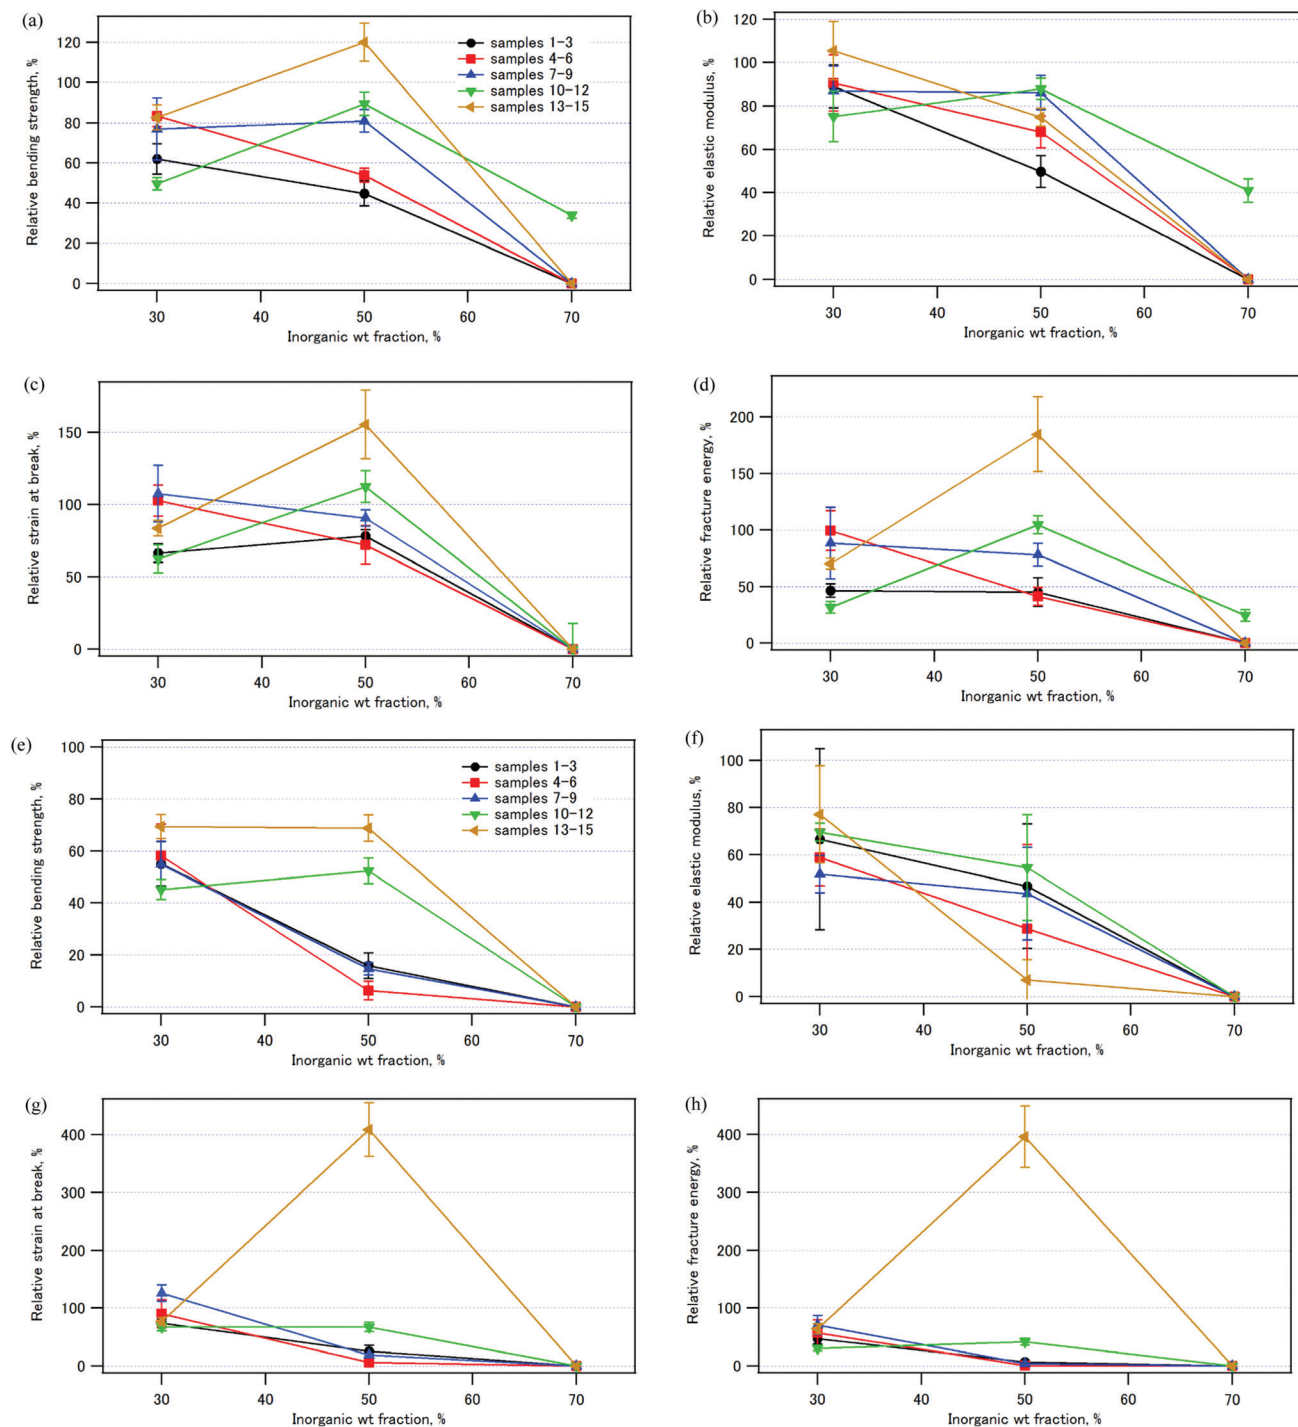 (a)
Relative bending strength, %
120
100
80
60
40
20
0
samples 1-3
samples 4-6
samples 7-9
samples 10-12
samples 13-15
30 40 50 60 70
Inorganic wt fraction, %
(b)
Relative elastic modulus, %
120
100
80
60
40
20
0
30 40 50 60 70
Inorganic wt fraction, %
(c)
Relative strain at break, %
150
100
50
0
30 40 50 60 70
Inorganic wt fraction, %
(d)
Relative fracture energy, %
200
150
100
50
0
30 40 50 60 70
Inorganic wt fraction, %
(e)
Relative bending strength, %
100
80
60
40
20
0
samples 1-3
samples 4-6
samples 7-9
samples 10-12
samples 13-15
30 40 50 60 70
Inorganic wt fraction, %
(f)
Relative elastic modulus, %
100
80
60
40
20
0
30 40 50 60 70
Inorganic wt fraction, %
(g)
Relative strain at break, %
400
300
200
100
0
30 40 50 60 70
Inorganic wt fraction, %
(h)
Relative fracture energy, %
400
300
200
100
0
30 40 50 60 70
Inorganic wt fraction, %